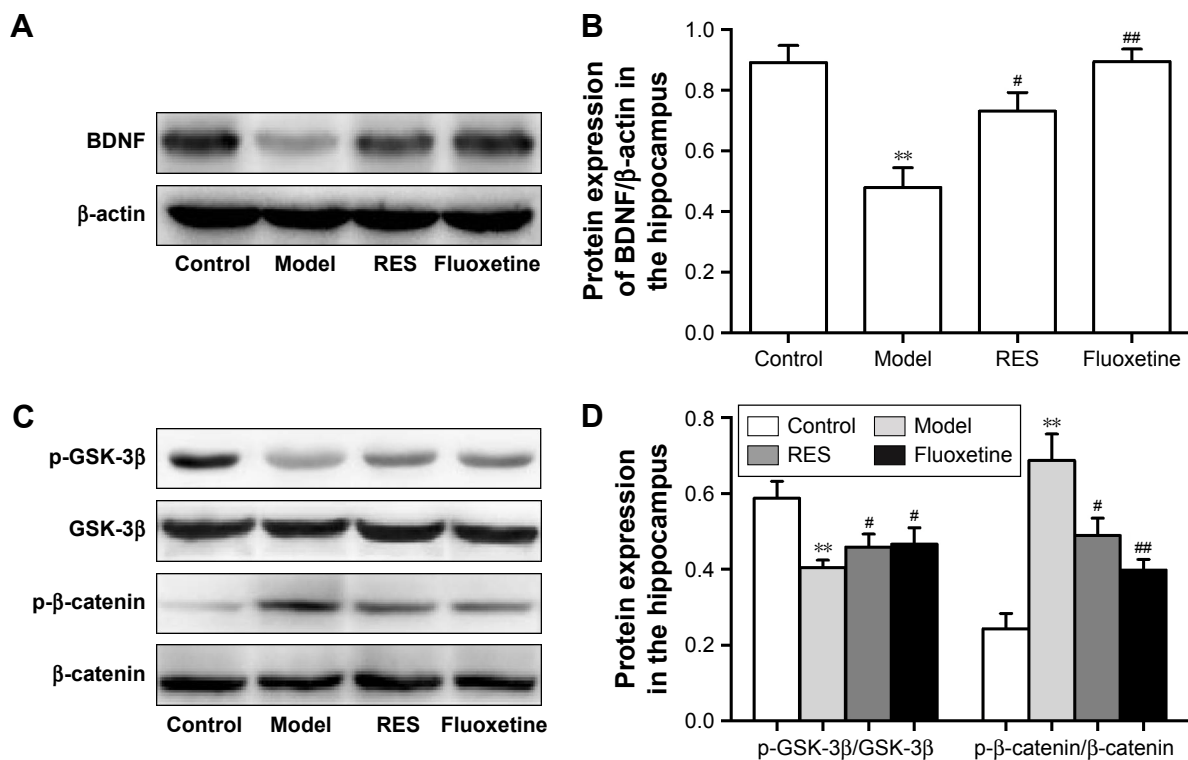 A
BDNF
β-actin
Control Model RES Fluoxetine
B
Protein expression
of BDNF/β-actin in
the hippocampus
1.0
0.8
0.6
0.4
0.2
0.0
**
#
##
Control Model RES Fluoxetine
C
p-GSK-3β
GSK-3β
p-β-catenin
β-catenin
Control Model RES Fluoxetine
D
Protein expression
in the hippocampus
0.8
0.6
0.4
0.2
0.0
Control Model
RES Fluoxetine
**
#
#
**
#
##
p-GSK-3β/GSK-3β p-β-catenin/β-catenin